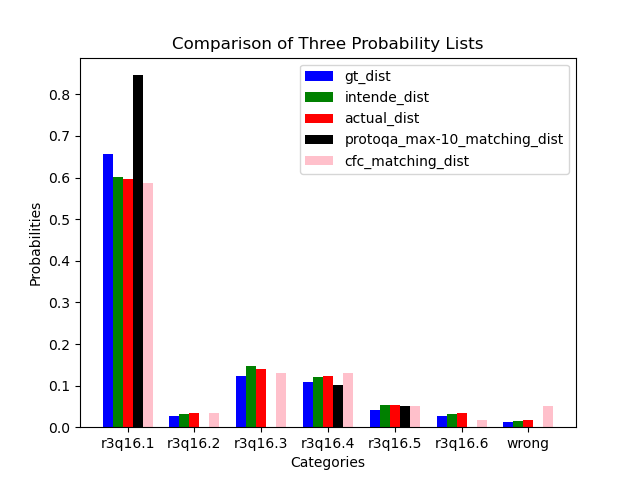 Comparison of Three Probability Lists
gt_dist
intende_dist
actual_dist
protoqa_max-10_matching_dist
cfc_matching_dist
Probabilities
0.8
0.7
0.6
0.5
0.4
0.3
0.2
0.1
0.0
r3q16.1 r3q16.2 r3q16.3 r3q16.4 r3q16.5 r3q16.6 wrong
Categories